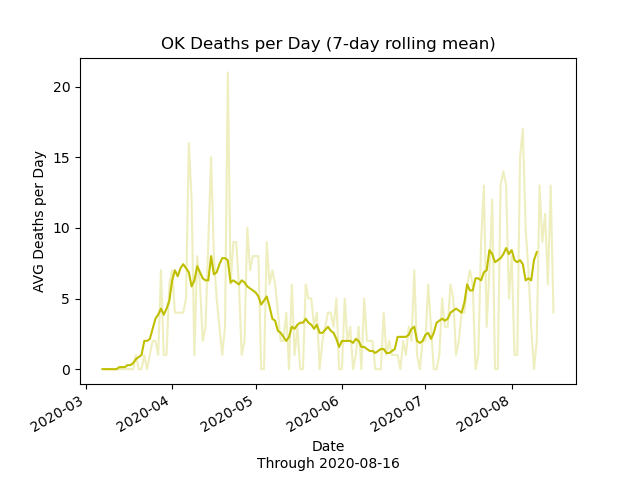 OK Deaths per Day (7-day rolling mean)
AVG Deaths per Day
20
15
10
5
0
2020-03
2020-04
2020-05
2020-06
2020-07
2020-08
Date
Through 2020-08-16